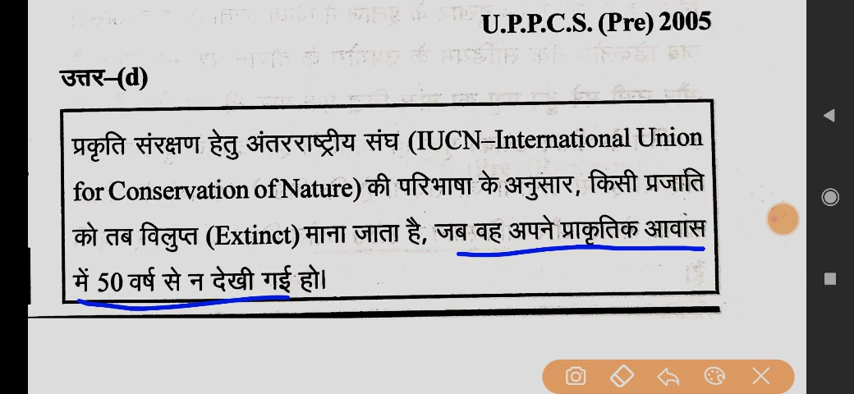 U.P.P.C.S. (Pre) 2005
उत्तर–(d)
प्रकृति संरक्षण हेतु अंतरराष्ट्रीय संघ (IUCN–International Union
for Conservation of Nature) की परिभाषा के अनुसार, किसी प्रजाति
को तब विलुप्त (Extinct) माना जाता है, जब वह अपने प्राकृतिक आवास
में 50 वर्ष से न देखी गई हो।